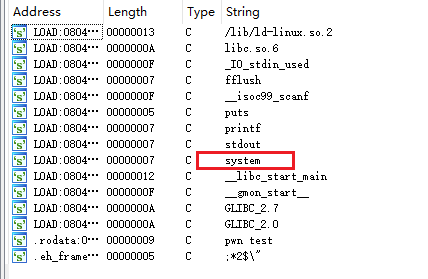 Address Length Type String
LOAD:0804… 00000013 C /lib/ld-linux.so.2
LOAD:0804… 0000000A C libc.so.6
LOAD:0804… 0000000F C _IO_stdin_used
LOAD:0804… 00000007 C fflush
LOAD:0804… 0000000F C __isoc99_scanf
LOAD:0804… 00000005 C puts
LOAD:0804… 00000007 C printf
LOAD:0804… 00000007 C stdout
LOAD:0804… 00000007 C system
LOAD:0804… 00000012 C __libc_start_main
LOAD:0804… 0000000F C __gmon_start__
LOAD:0804… 0000000A C GLIBC_2.7
LOAD:0804… 0000000A C GLIBC_2.0
.rodata:0… 00000009 C pwn test
.eh_frame… 00000005 C ;*2$\"